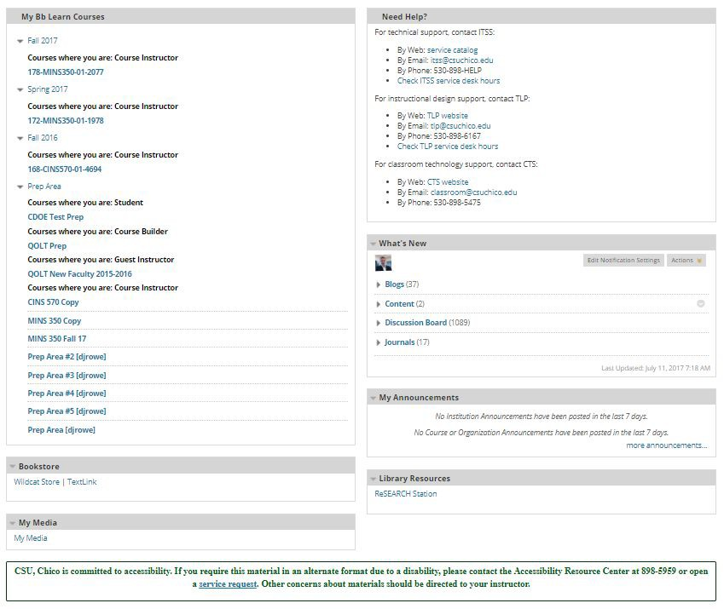 My Bb Learn Courses
Fall 2017
Courses where you are: Course Instructor
178-MINS350-01-2077
Spring 2017
Courses where you are: Course Instructor
172-MINS350-01-1978
Fall 2016
Courses where you are: Course Instructor
168-CINS570-01-4694
Prep Area
Courses where you are: Student
CDOE Test Prep
Courses where you are: Course Builder
QOLT Prep
Courses where you are: Guest Instructor
QOLT New Faculty 2015-2016
Courses where you are: Course Instructor
CINS 570 Copy
MINS 350 Copy
MINS 350 Fall 17
Prep Area #2 [djrowe]
Prep Area #3 [djrowe]
Prep Area #4 [djrowe]
Prep Area #5 [djrowe]
Prep Area [djrowe]
Bookstore
Wildcat Store | TextLink
My Media
My Media
Need Help?
For technical support, contact ITSS:
By Web: service catalog
By Email: itss@csuchico.edu
By Phone: 530-898-HELP
Check ITSS service desk hours
For instructional design support, contact TLP:
By Web: TLP website
By Email: tlp@csuchico.edu
By Phone: 530-898-6167
Check TLP service desk hours
For classroom technology support, contact CTS:
By Web: CTS website
By Email: classroom@csuchico.edu
By Phone: 530-898-5475
What's New
Edit Notification Settings Actions
Blogs (37)
Content (2)
Discussion Board (1089)
Journals (17)
Last Updated: July 11, 2017 7:18 AM
My Announcements
No Institution Announcements have been posted in the last 7 days.
No Course or Organization Announcements have been posted in the last 7 days.
more announcements...
Library Resources
ReSEARCH Station
CSU, Chico is committed to accessibility. If you require this material in an alternate format due to a disability, please contact the Accessibility Resource Center at 898-5959 or open
a service request. Other concerns about materials should be directed to your instructor.